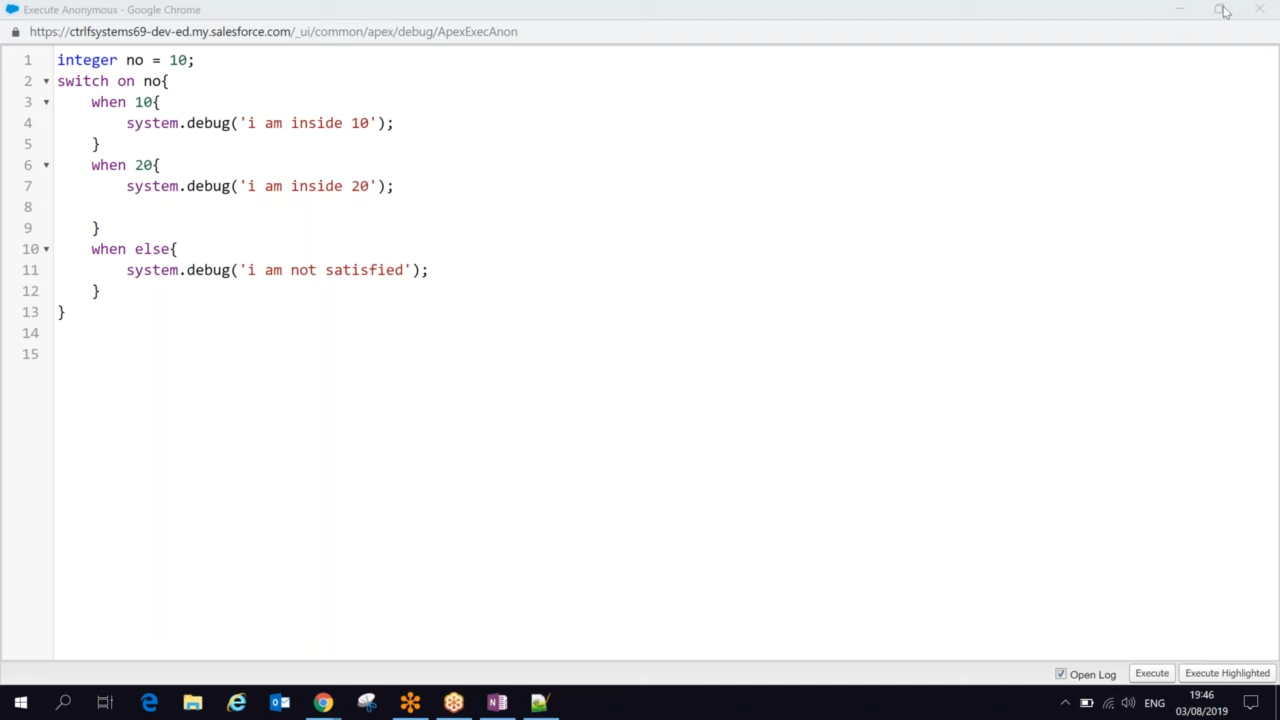 Execute Anonymous - Google Chrome
https://ctrlfsystems69-dev-ed.my.salesforce.com/_ui/common/apex/debug/ApexExecAnon
1 integer no = 10;
2 switch on no{
3 when 10{
4 system.debug('i am inside 10');
5 }
6 when 20{
7 system.debug('i am inside 20');
8
9 }
10 when else{
11 system.debug('i am not satisfied');
12 }
13 }
14
15
Open Log Execute Execute Highlighted
ENG
19:46
03/08/2019